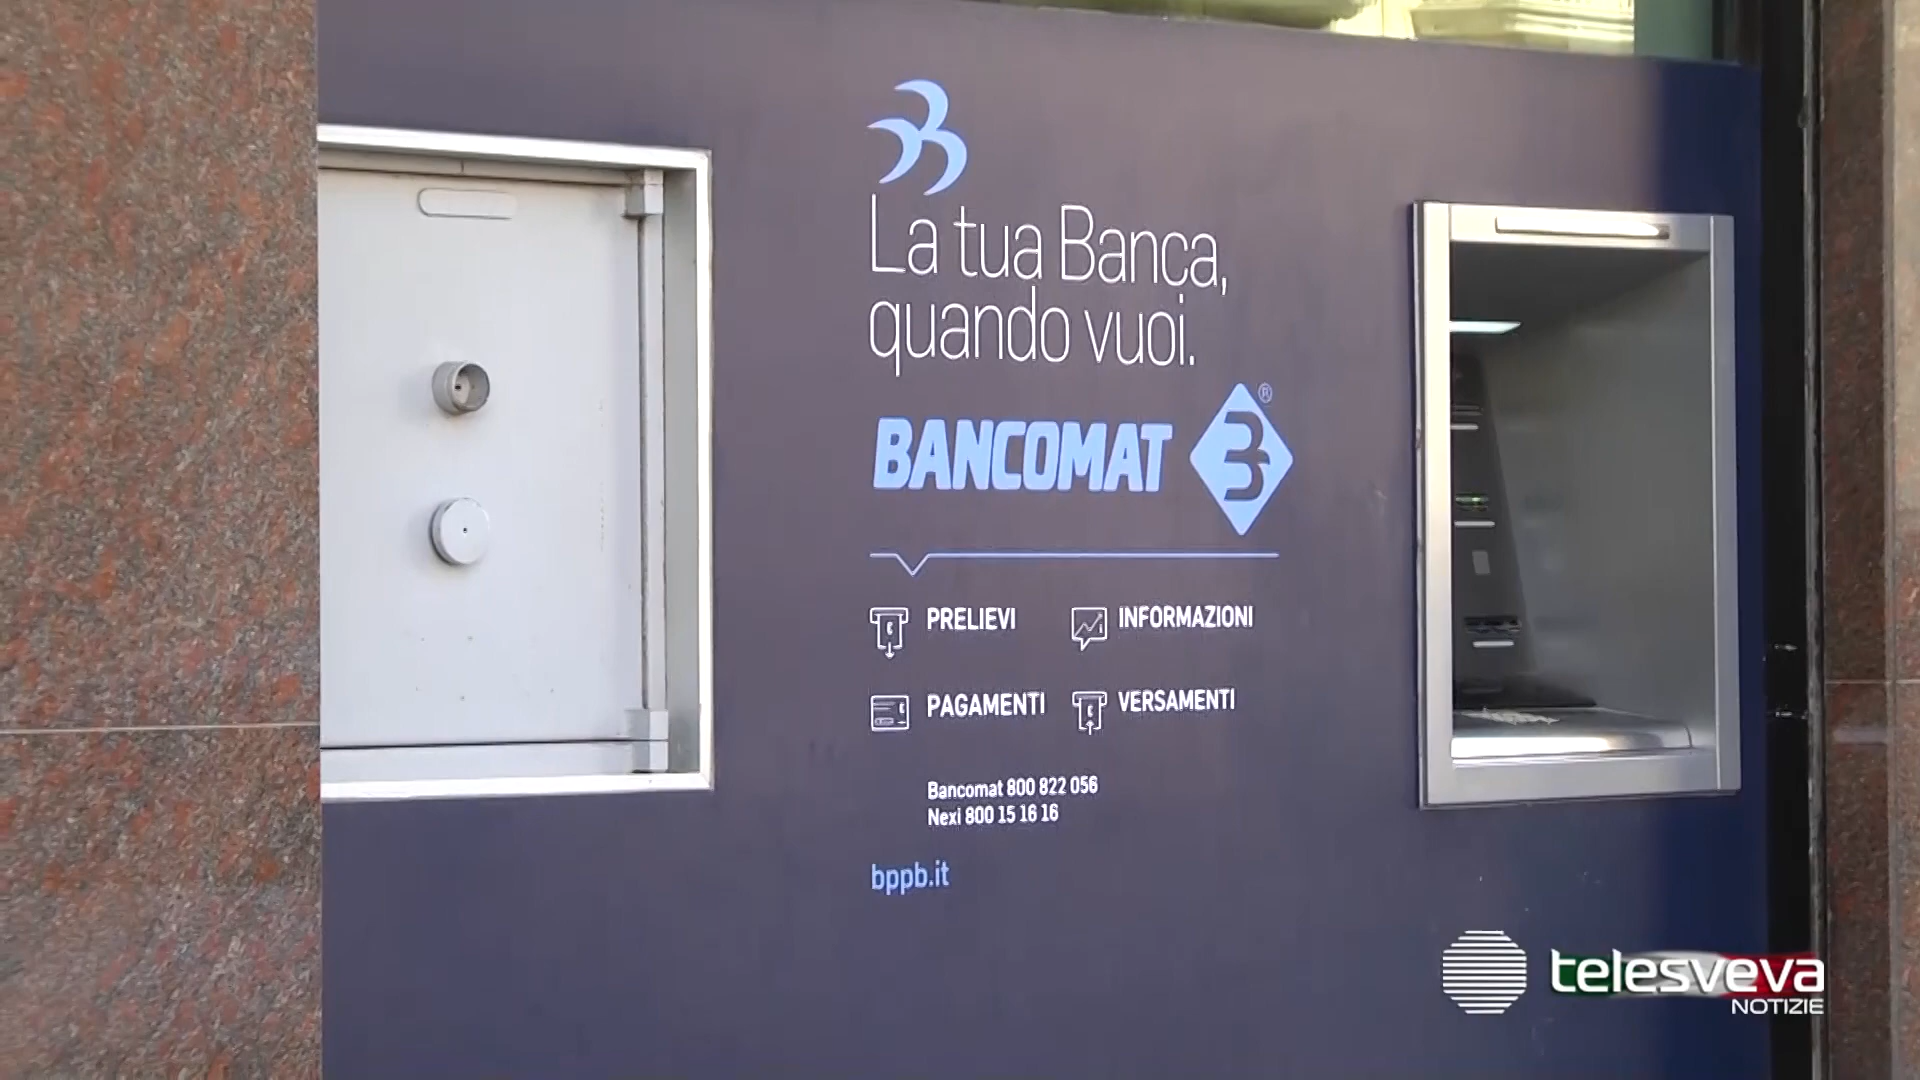 La tua Banca,
quando vuoi.
BANCOMAT ®
PRELIEVI
INFORMAZIONI
PAGAMENTI
VERSAMENTI
Bancomat 800 822 056
Nexi 800 15 16 16
bppb.it
telesveva
NOTIZIE